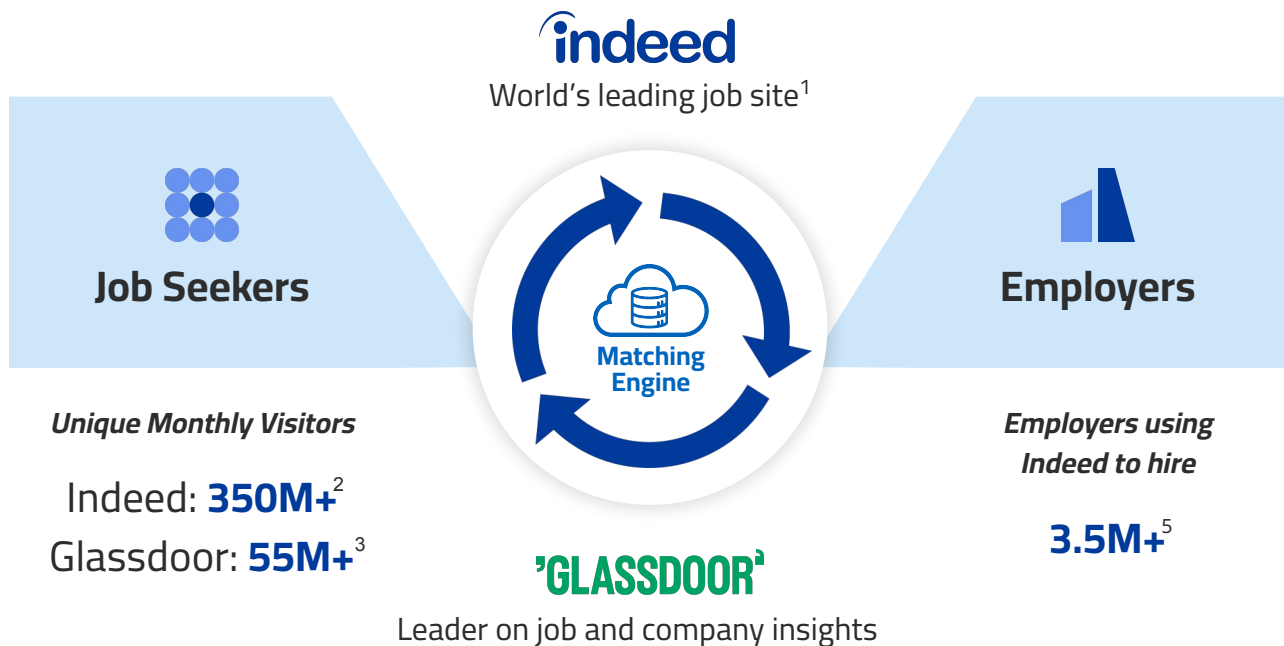 indeed
World's leading job site1
Job Seekers
Employers
Matching
Engine
Unique Monthly Visitors
Indeed: 350M+2
Glassdoor: 55M+3
Employers using
Indeed to hire
3.5M+5
GLASSDOOR
Leader on job and company insights